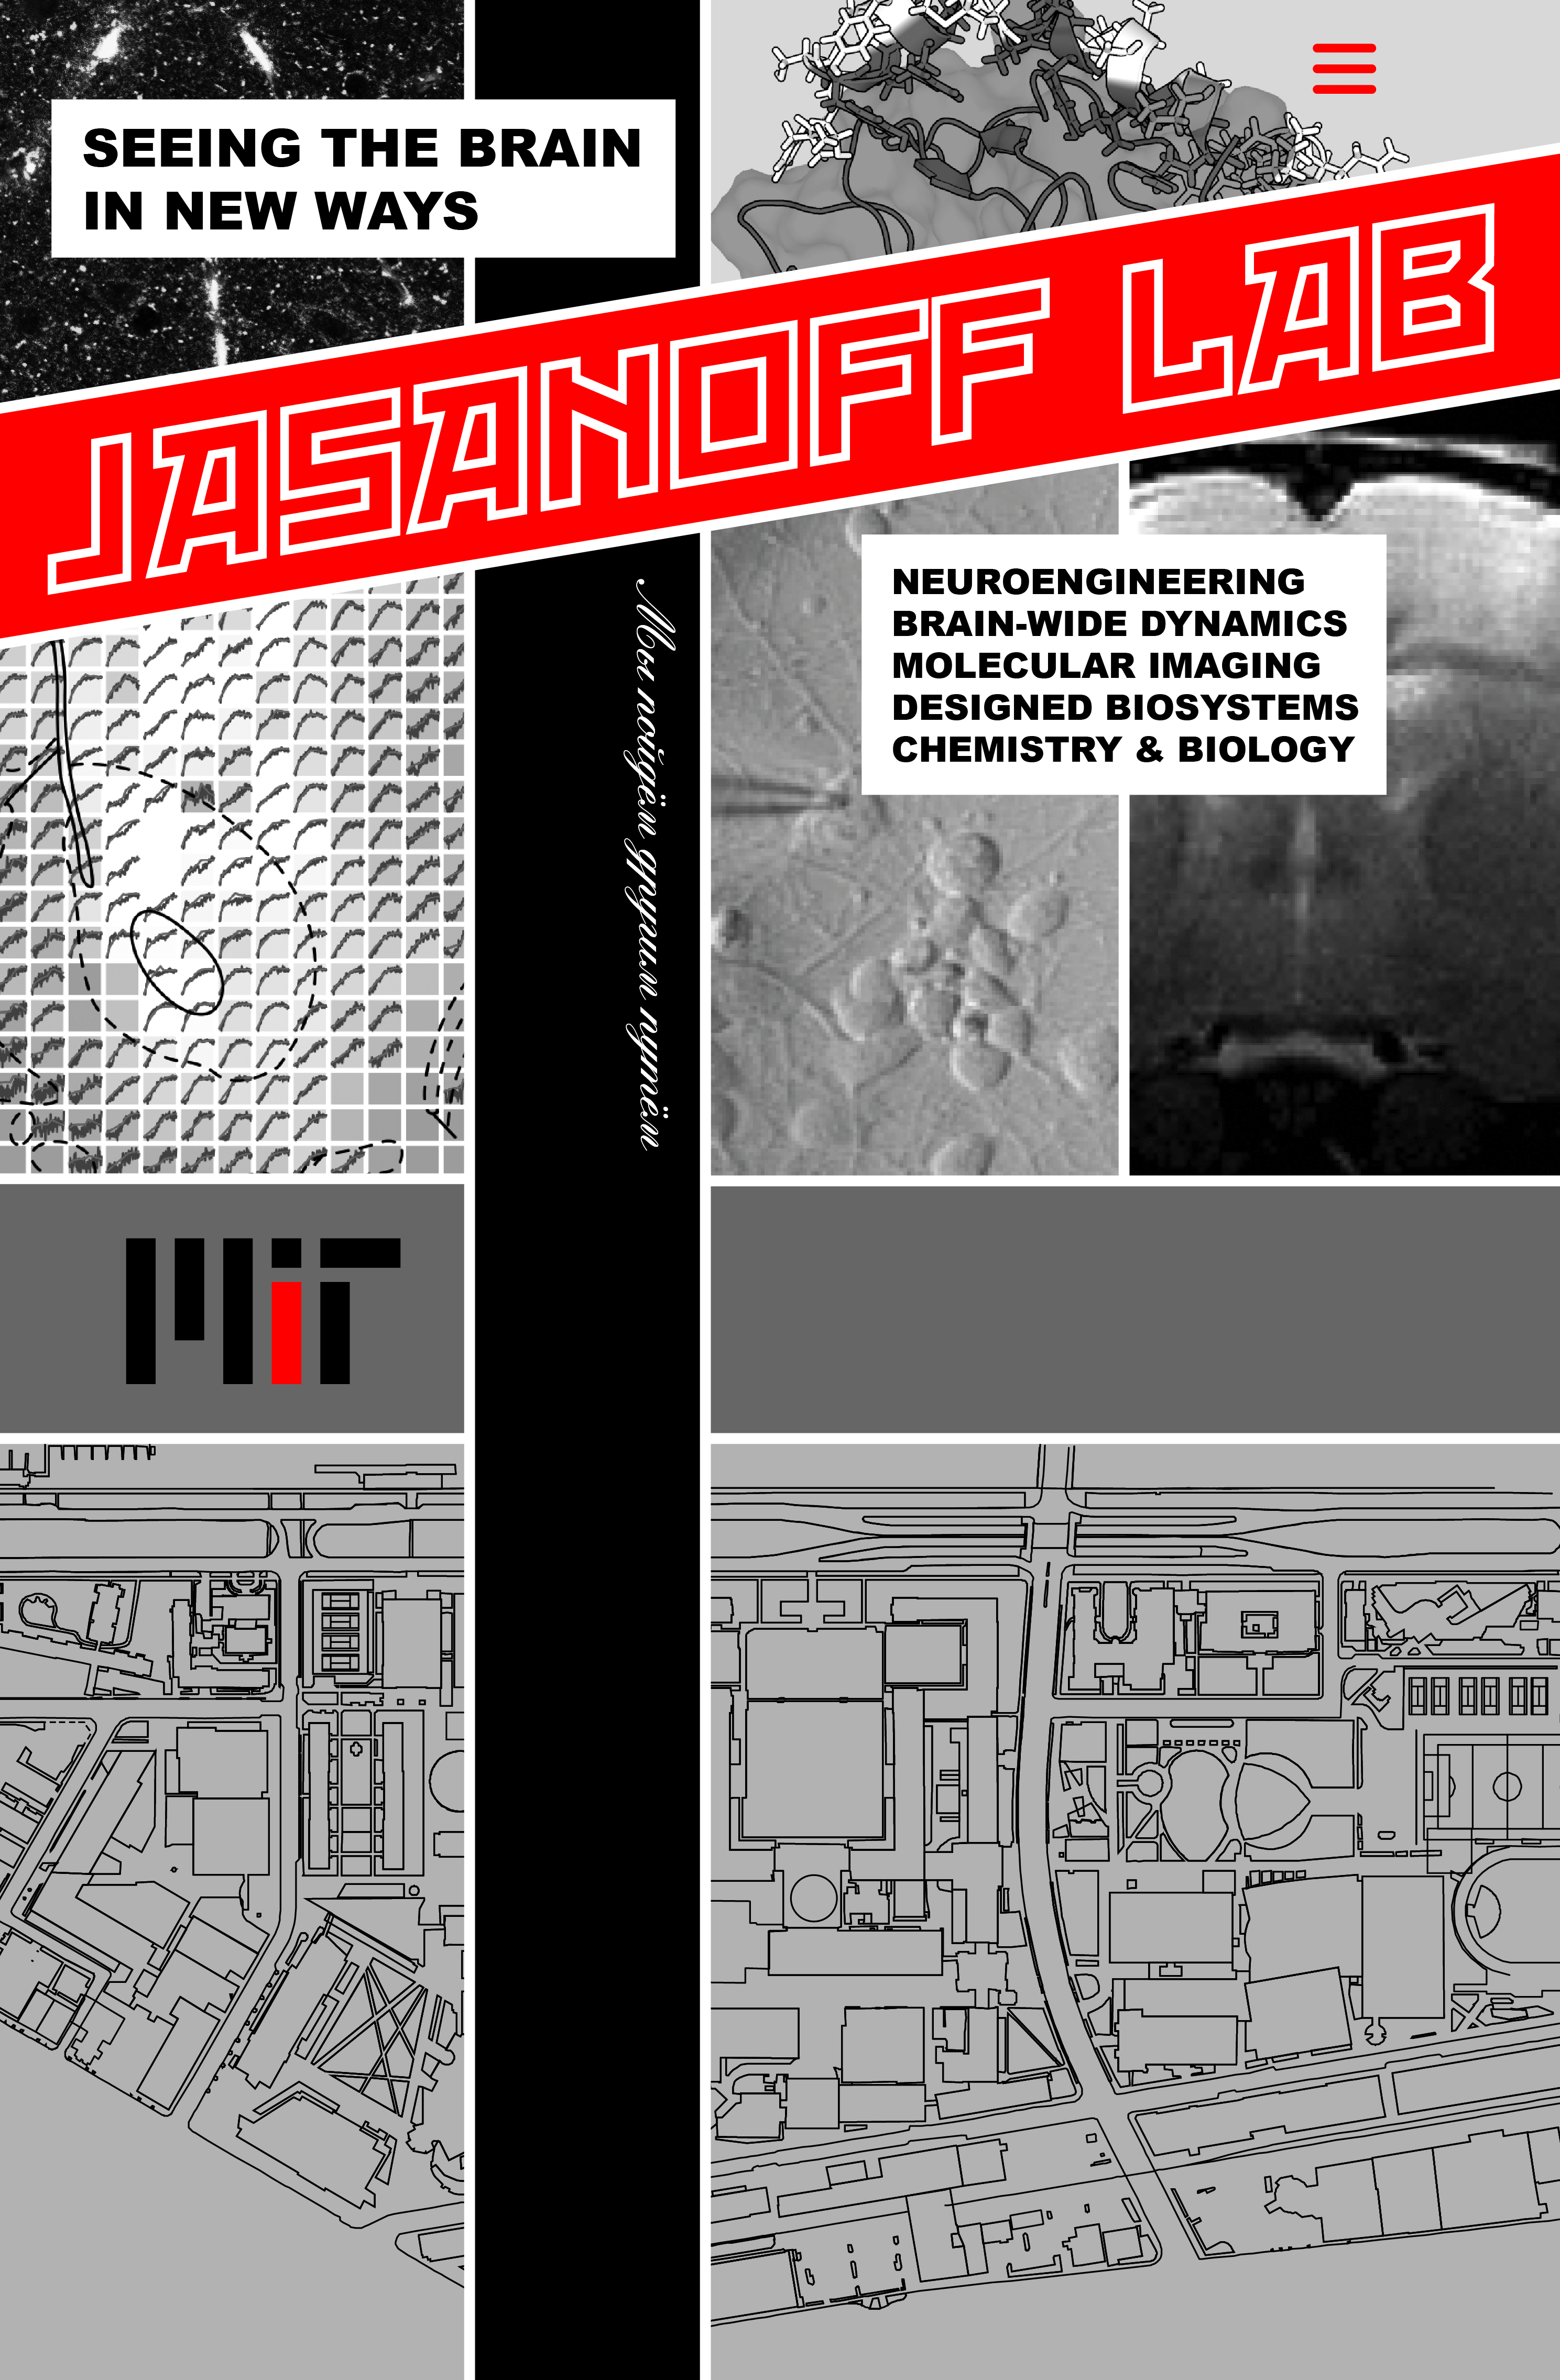 SEEING THE BRAIN
IN NEW WAYS
JASANOFF LAB
NEUROENGINEERING
BRAIN-WIDE DYNAMICS
MOLECULAR IMAGING
DESIGNED BIOSYSTEMS
CHEMISTRY & BIOLOGY
Мы пойдём другим путём
MIT